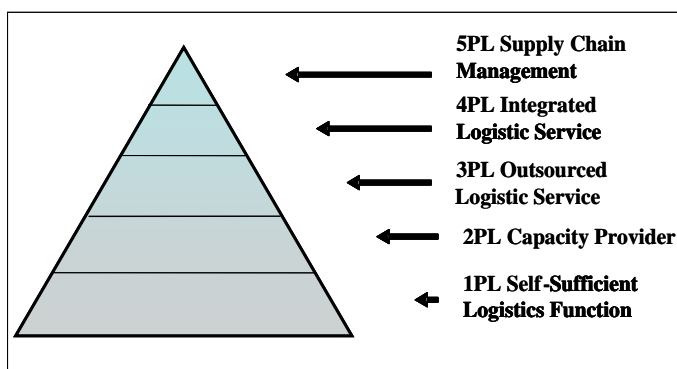 5PL Supply Chain
Management
4PL Integrated
Logistic Service
3PL Outsourced
Logistic Service
2PL Capacity Provider
1PL Self-Sufficient
Logistics Function